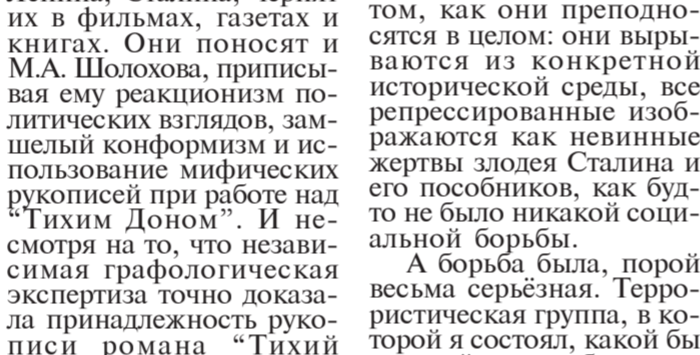 их в фильмах, газетах и
книгах. Они поносят и
М.А. Шолохова, приписы-
вая ему реакционизм по-
литических взглядов, зам-
шелый конформизм и ис-
пользование мифических
рукописей при работе над
“Тихим Доном”. И не-
смотря на то, что незави-
симая графологическая
экспертиза точно доказа-
ла принадлежность руко-
писи романа “Тихий
том, как они преподно-
сятся в целом: они выры-
ваются из конкретной
исторической среды, все
репрессированные изоб-
ражаются как невинные
жертвы злодея Сталина и
его пособников, как буд-
то не было никакой соци-
альной борьбы.
А борьба была, порой
весьма серьёзная. Терро-
ристическая группа, в ко-
торой я состоял, какой бы